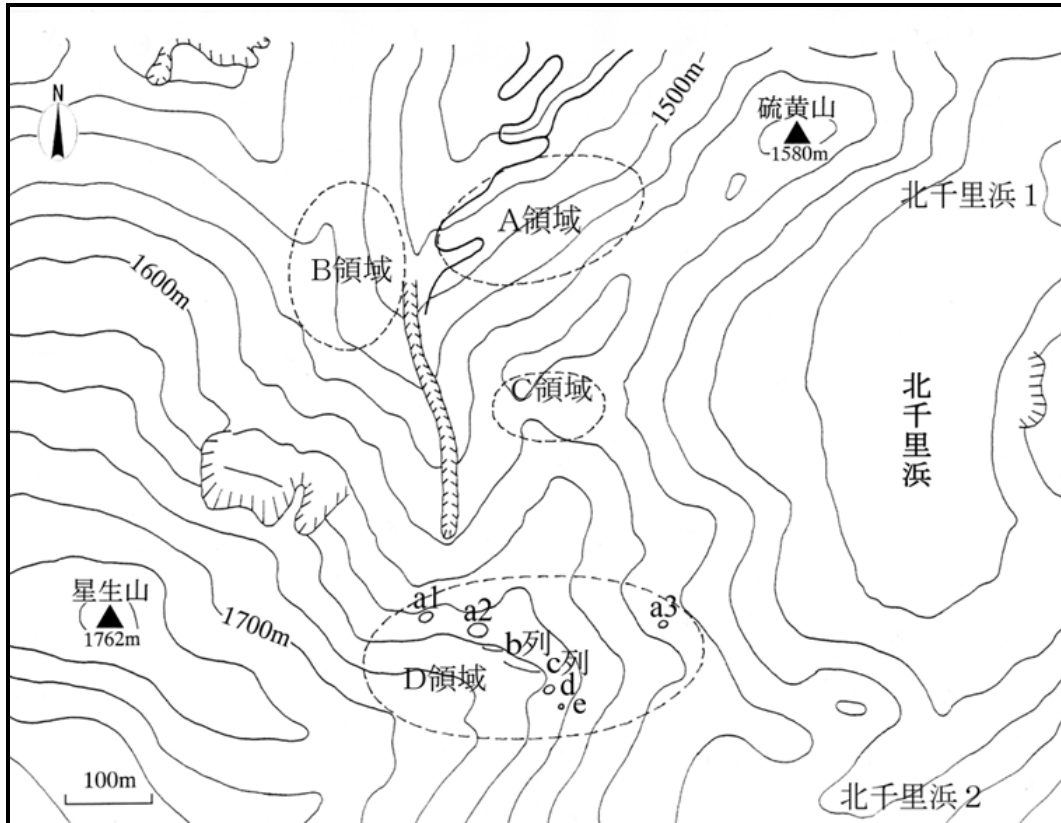 N
1500m
硫黄山
1580m
北千里浜1
A領域
B領域
1600m
C領域
北千里浜
星生山
1762m
1700m
a1
a2
a3
b列
c列
D領域
d
e
100m
北千里浜2